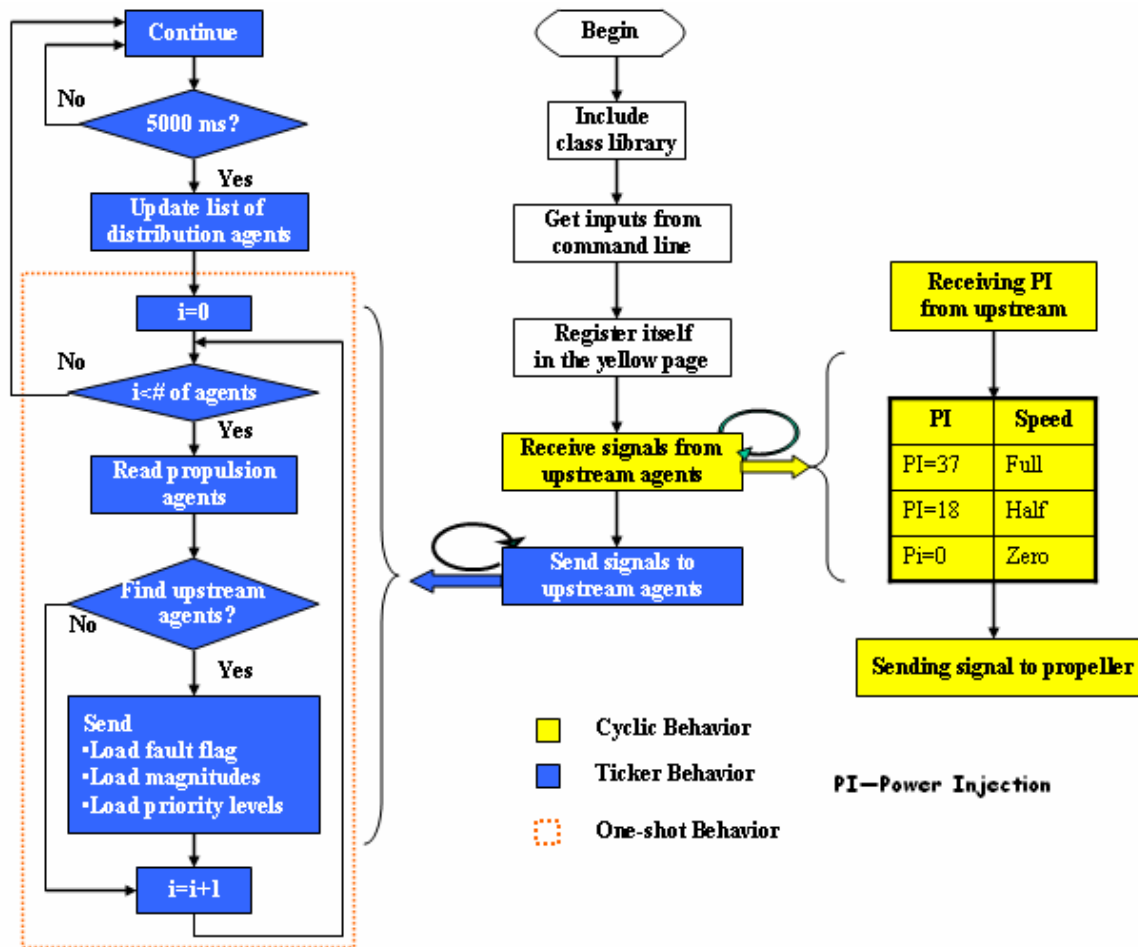 Continue
No
5000 ms?
Yes
Update list of
distribution agents
i=0
No
i<# of agents
Yes
Read propulsion
agents
Find upstream
agents?
No
Yes
Send
▪Load fault flag
▪Load magnitudes
▪Load priority levels
i=i+1
Begin
Include
class library
Get inputs from
command line
Register itself
in the yellow page
Receive signals from
upstream agents
Send signals to
upstream agents
Receiving PI
from upstream
PI Speed
PI=37 Full
PI=18 Half
Pi=0 Zero
Sending signal to propeller
Cyclic Behavior
Ticker Behavior
One-shot Behavior
PI—Power Injection